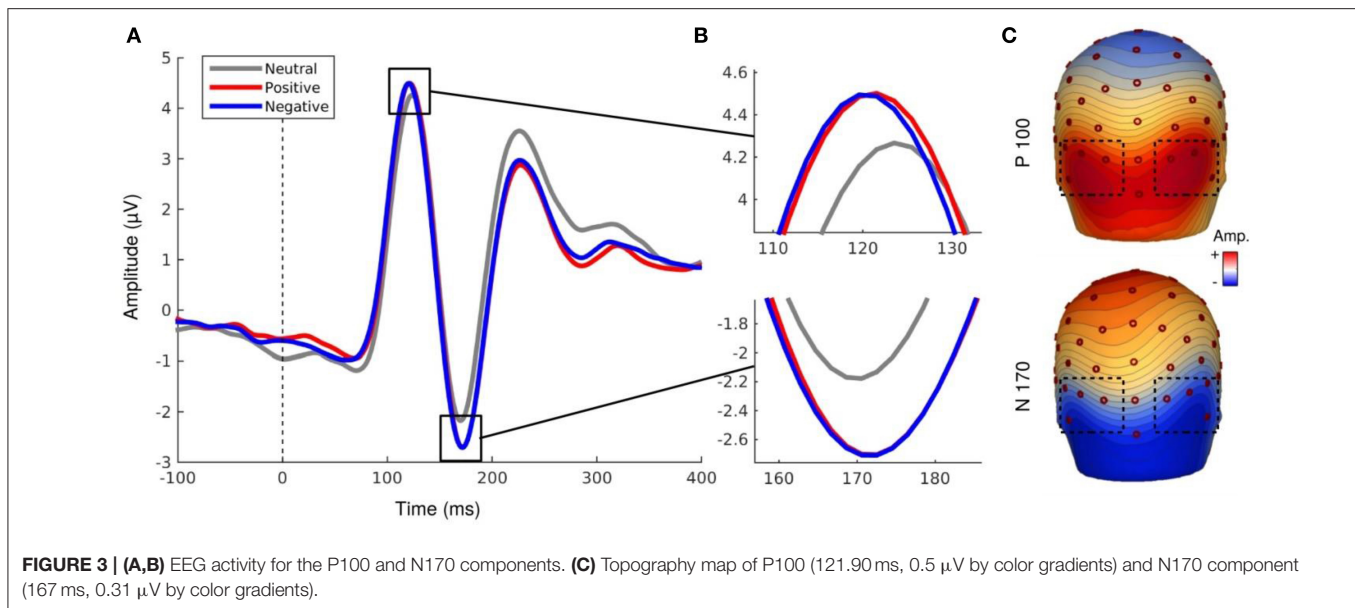 A
B
C
5
4
3
2
1
0
-1
-2
-3
Amplitude (µV)
Neutral
Positive
Negative
-100
0
100
200
300
400
Time (ms)
4.6
4.4
4.2
4
110
120
130
-1.8
-2
-2.2
-2.4
-2.6
160
170
180
P 100
N 170
Amp.
+
-
FIGURE 3 | (A,B) EEG activity for the P100 and N170 components. (C) Topography map of P100 (121.90 ms, 0.5 µV by color gradients) and N170 component
(167 ms, 0.31 µV by color gradients).